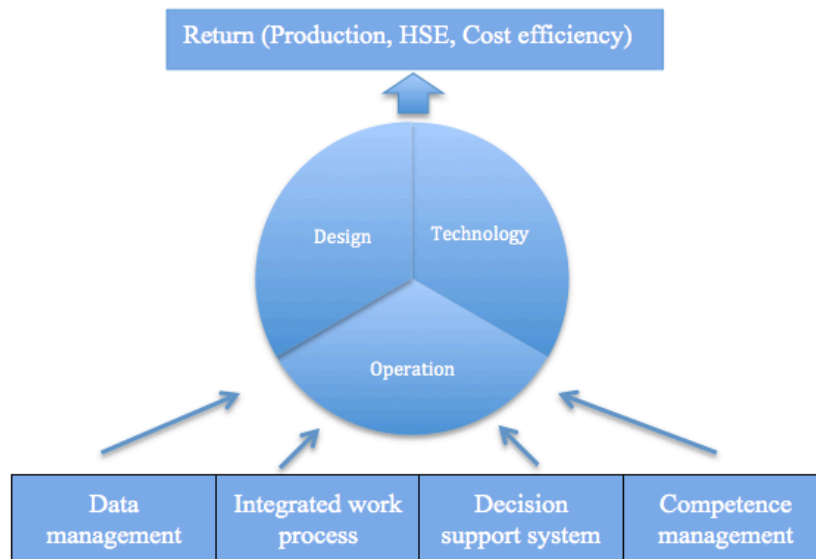 Return (Production, HSE, Cost efficiency)
Design
Technology
Operation
Data
management
Integrated work
process
Decision
support system
Competence
management